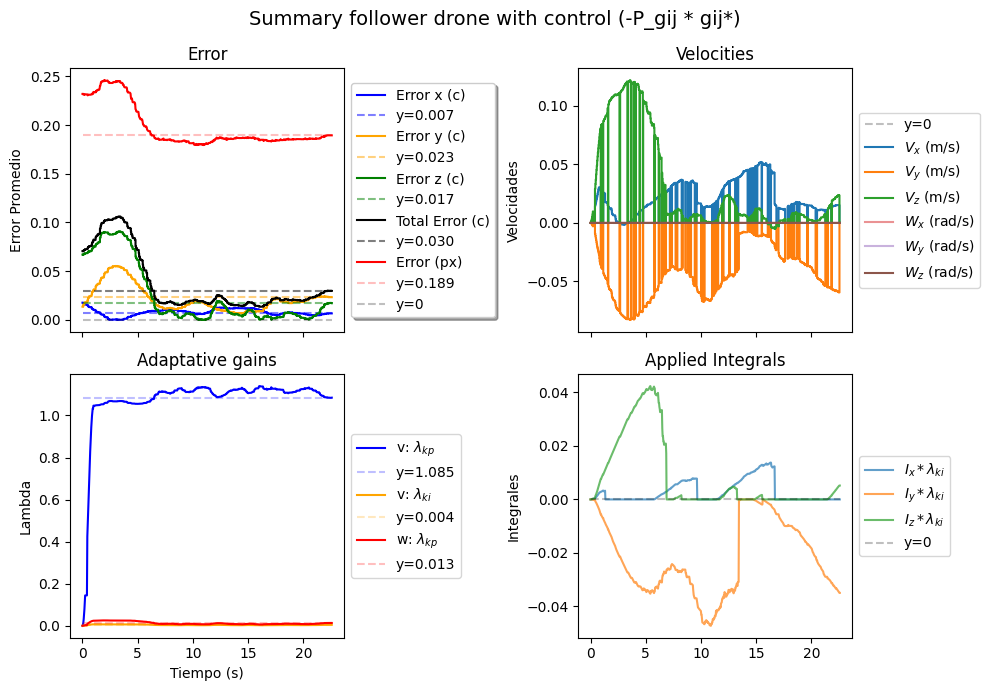 Summary follower drone with control (-P_gij * gij*)
Error
Error Promedio
0.25
0.20
0.15
0.10
0.05
0.00
0
10
20
Error x (c)
y=0.007
Error y (c)
y=0.023
Error z (c)
y=0.017
Total Error (c)
y=0.030
Error (px)
y=0.189
y=0
Velocities
Velocidades
0.10
0.05
0.00
−0.05
y=0
V_x (m/s)
V_y (m/s)
V_z (m/s)
W_x (rad/s)
W_y (rad/s)
W_z (rad/s)
Adaptative gains
Lambda
1.0
0.8
0.6
0.4
0.2
0.0
0
10
20
Tiempo (s)
v: λ_kp
y=1.085
v: λ_ki
y=0.004
w: λ_kp
y=0.013
Applied Integrals
Integrales
0.04
0.02
0.00
−0.02
−0.04
0
5
10
15
20
I_x * λ_ki
I_y * λ_ki
I_z * λ_ki
y=0